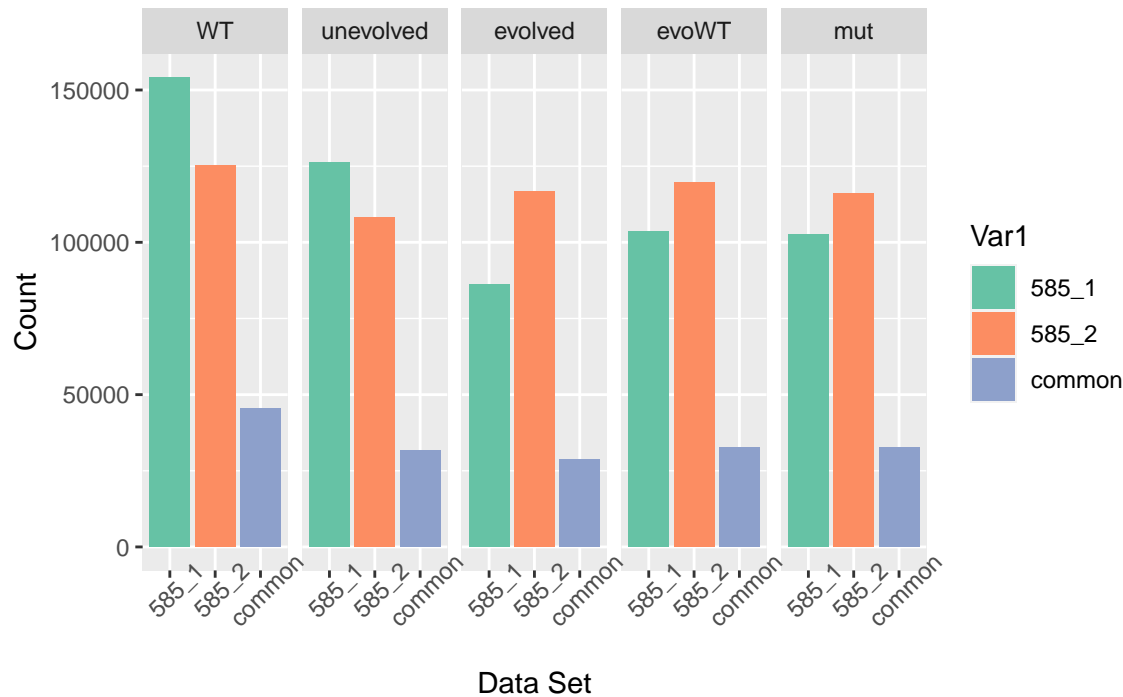 WT unevolved evolved evoWT mut
150000
100000
50000
0
Count
585_1 585_2 common 585_1 585_2 common 585_1 585_2 common 585_1 585_2 common 585_1 585_2 common
Data Set
Var1
585_1
585_2
common